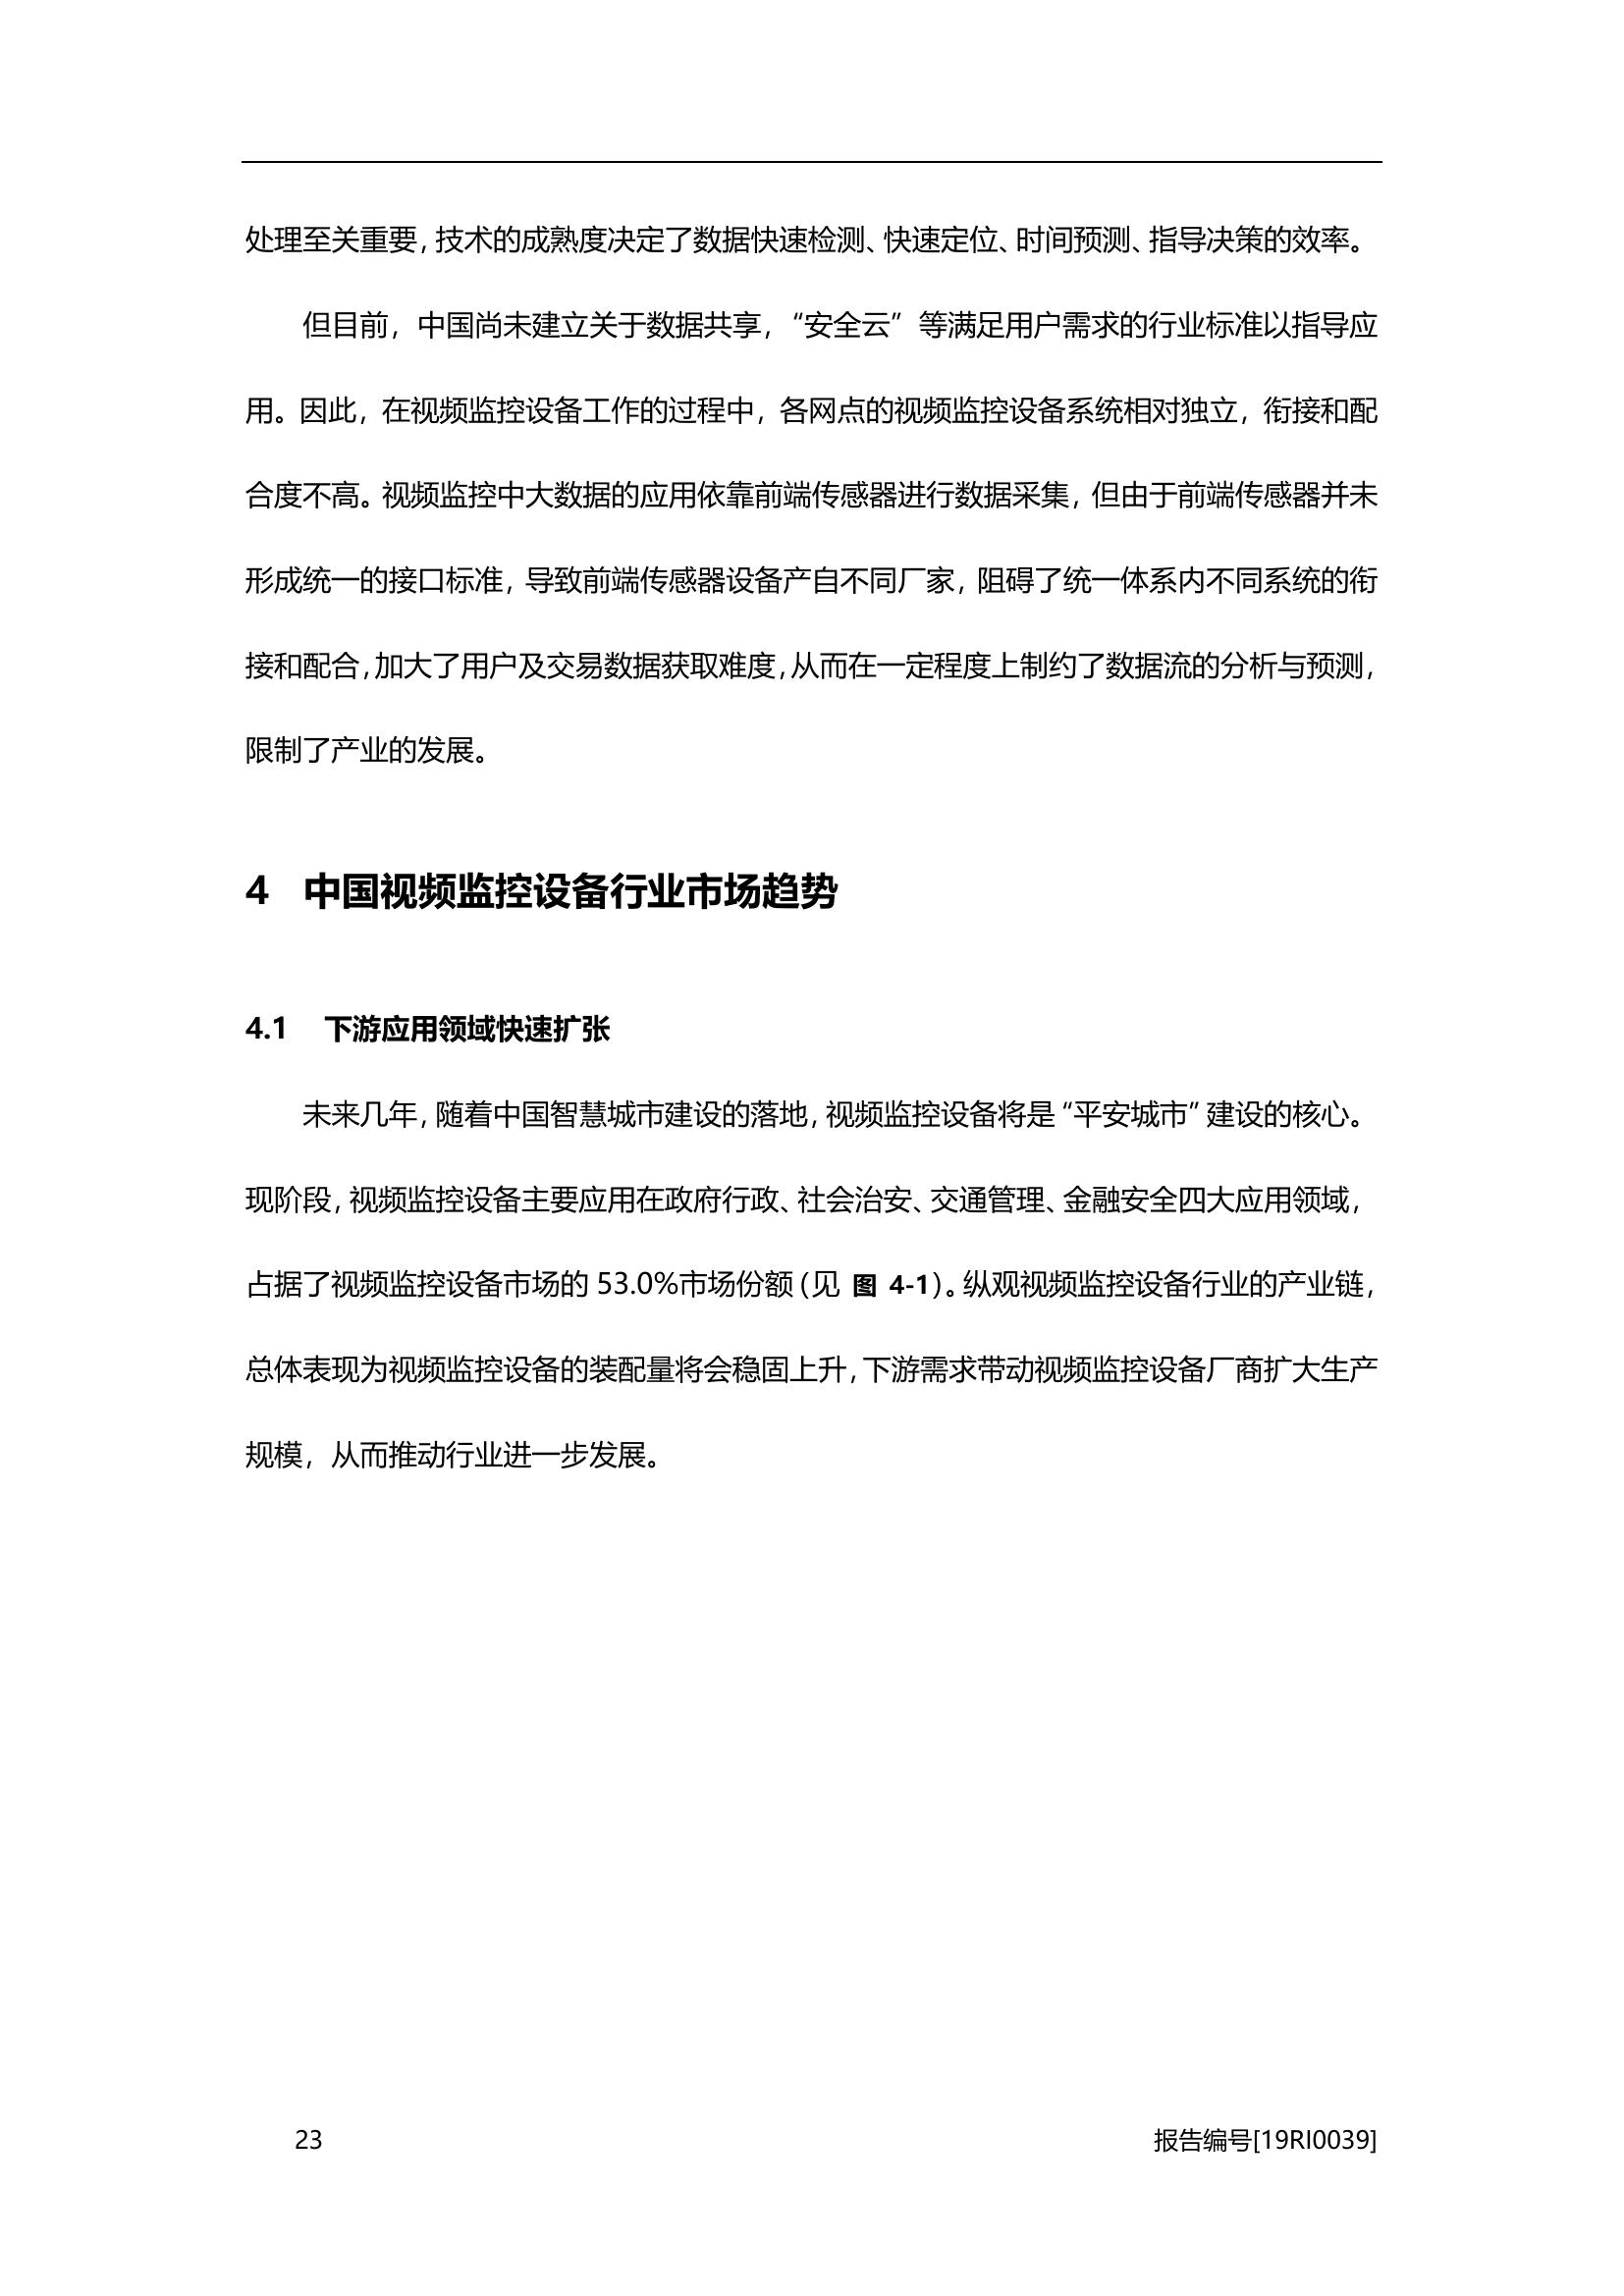 处理至关重要，技术的成熟度决定了数据快速检测、快速定位、时间预测、指导决策的效率。
但目前，中国尚未建立关于数据共享，“安全云”等满足用户需求的行业标准以指导应
用。因此，在视频监控设备工作的过程中，各网点的视频监控设备系统相对独立，衔接和配
合度不高。视频监控中大数据的应用依靠前端传感器进行数据采集，但由于前端传感器并未
形成统一的接口标准，导致前端传感器设备产自不同厂家，阻碍了统一体系内不同系统的衔
接和配合，加大了用户及交易数据获取难度，从而在一定程度上制约了数据流的分析与预测，
限制了产业的发展。
4 中国视频监控设备行业市场趋势
4.1 下游应用领域快速扩张
未来几年，随着中国智慧城市建设的落地，视频监控设备将是“平安城市”建设的核心。
现阶段，视频监控设备主要应用在政府行政、社会治安、交通管理、金融安全四大应用领域，
占据了视频监控设备市场的 53.0%市场份额（见 图 4-1）。纵观视频监控设备行业的产业链，
总体表现为视频监控设备的装配量将会稳固上升，下游需求带动视频监控设备厂商扩大生产
规模，从而推动行业进一步发展。
23 报告编号[19RI0039]